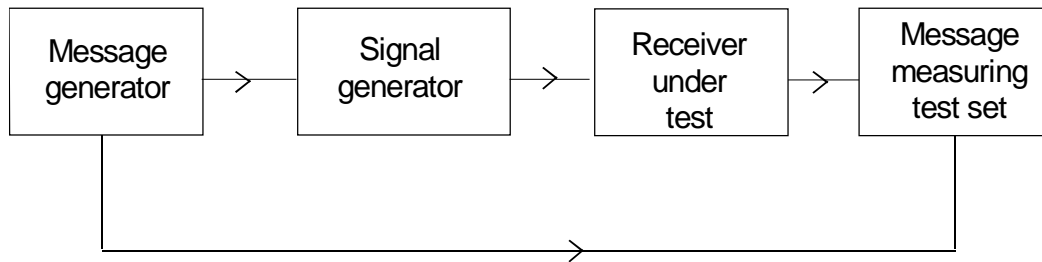 Message
generator
Signal
generator
Receiver
under
test
Message
measuring
test set